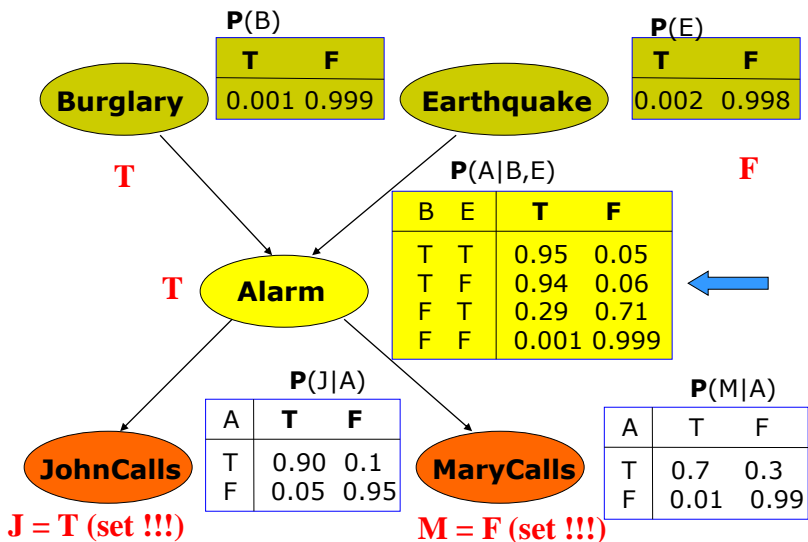 P(B)
T F
0.001 0.999
P(E)
T F
0.002 0.998
Burglary
Earthquake
T
F
P(A|B,E)
B E T F
T T 0.95 0.05
T F 0.94 0.06
F T 0.29 0.71
F F 0.001 0.999
T
Alarm
P(J|A)
A T F
T 0.90 0.1
F 0.05 0.95
P(M|A)
A T F
T 0.7 0.3
F 0.01 0.99
JohnCalls
MaryCalls
J = T (set !!!)
M = F (set !!!)